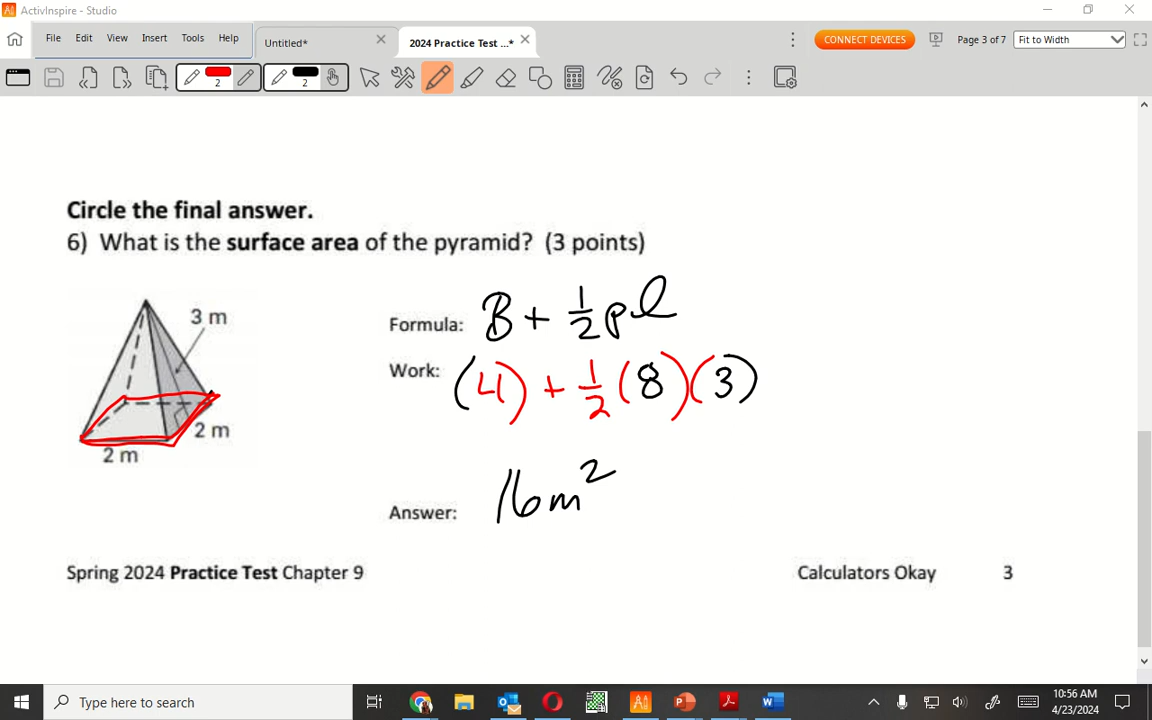 ActivInspire - Studio
File Edit View Insert Tools Help
Untitled*
2024 Practice Test ...*
CONNECT DEVICES
Page 3 of 7
Fit to Width
2
2
Circle the final answer.
6) What is the surface area of the pyramid? (3 points)
3 m
2 m
2 m
Formula: B + 1/2 p l
Work: (4) + 1/2 (8)(3)
Answer: 16 m²
Spring 2024 Practice Test Chapter 9
Calculators Okay 3
Type here to search
10:56 AM
4/23/2024